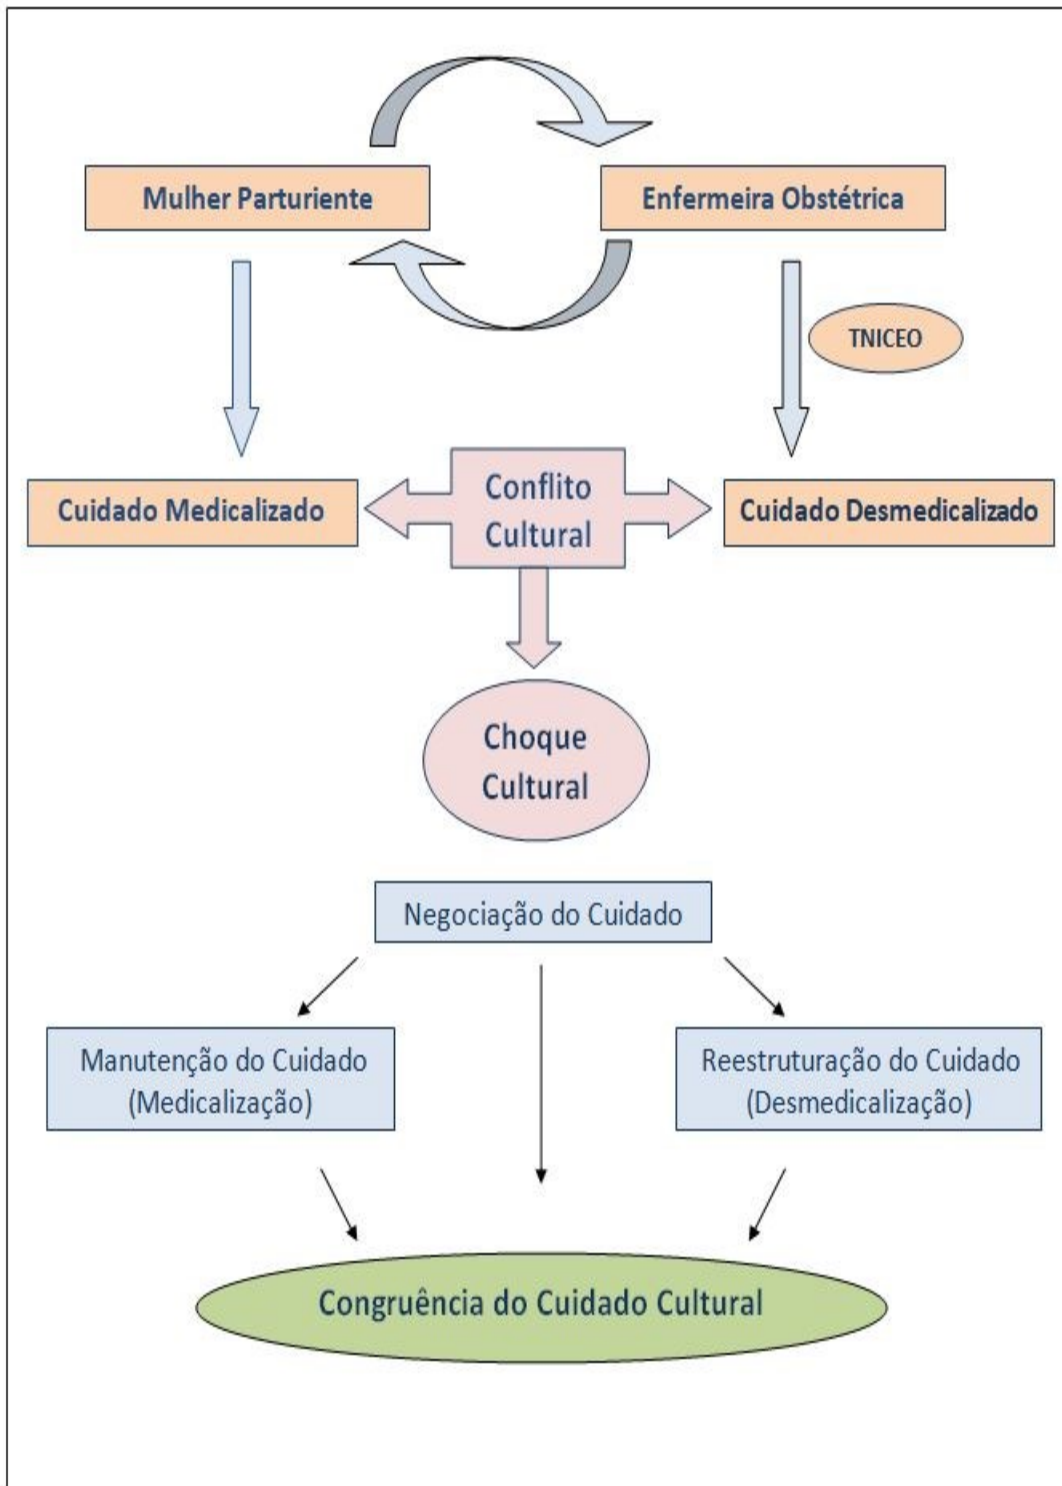 Mulher Parturiente
Enfermeira Obstétrica
TNICEO
Cuidado Medicalizado
Conflito
Cultural
Cuidado Desmedicalizado
Choque
Cultural
Negociação do Cuidado
Manutenção do Cuidado
(Medicalização)
Reestruturação do Cuidado
(Desmedicalização)
Congruência do Cuidado Cultural